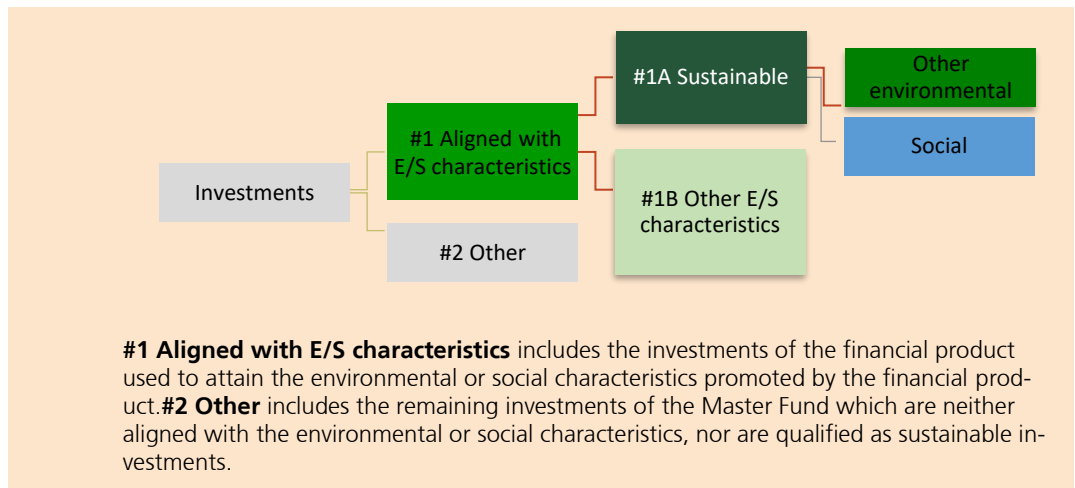 Investments
#1 Aligned with
E/S characteristics
#2 Other
#1A Sustainable
#1B Other E/S
characteristics
Other
environmental
Social
#1 Aligned with E/S characteristics includes the investments of the financial product
used to attain the environmental or social characteristics promoted by the financial prod-
uct.#2 Other includes the remaining investments of the Master Fund which are neither
aligned with the environmental or social characteristics, nor are qualified as sustainable in-
vestments.